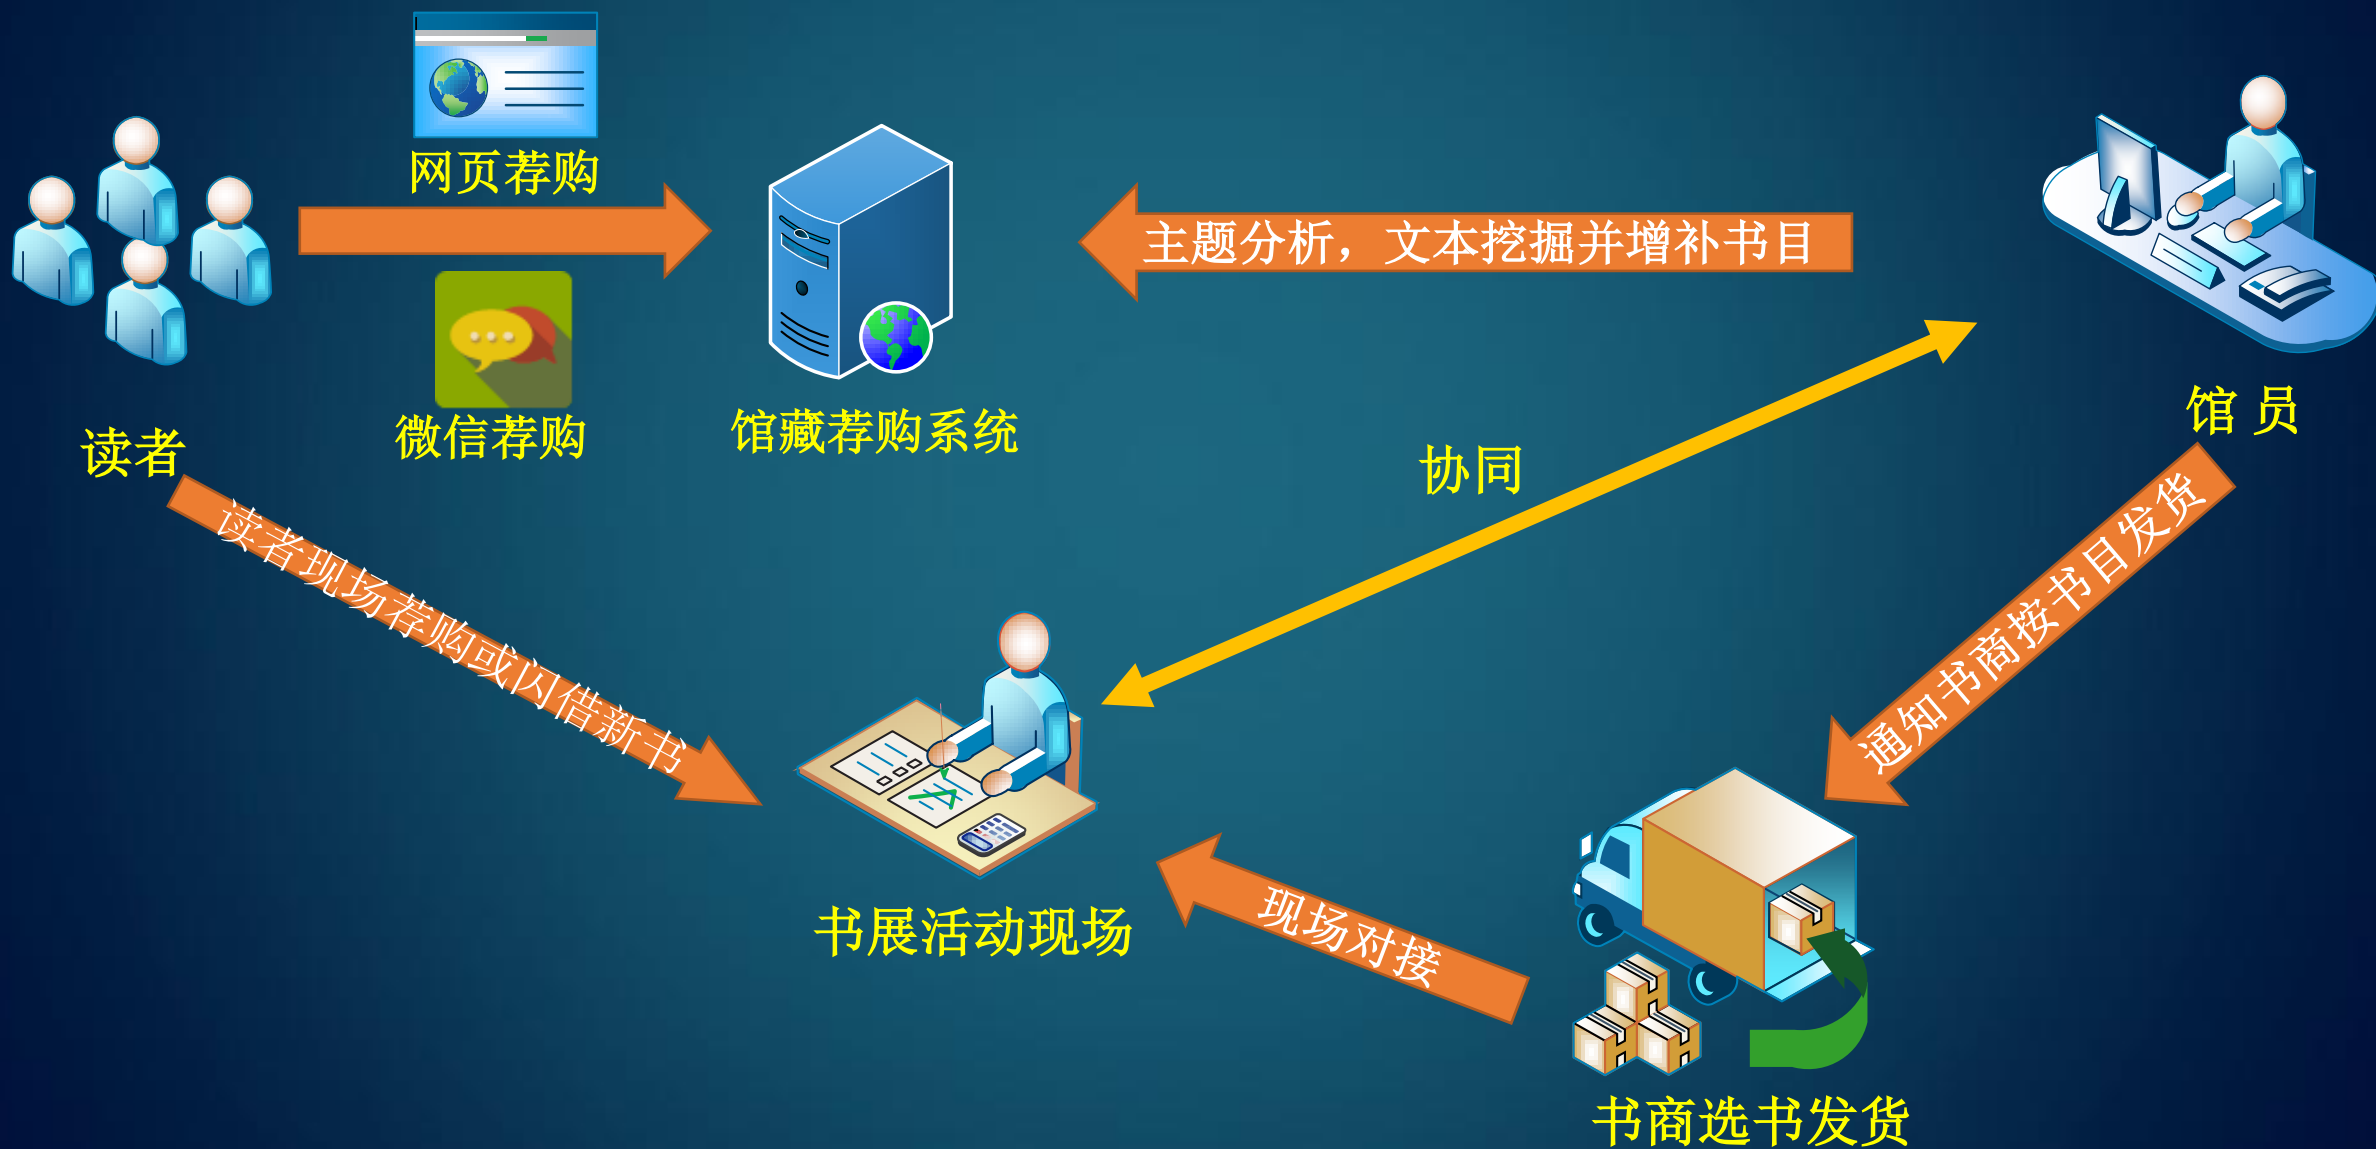 网页荐购
微信荐购
读者
馆藏荐购系统
主题分析，文本挖掘并增补书目
馆 员
协同
读者现场荐购或闪借新书
通知书商按书目发货
书展活动现场
现场对接
书商选书发货